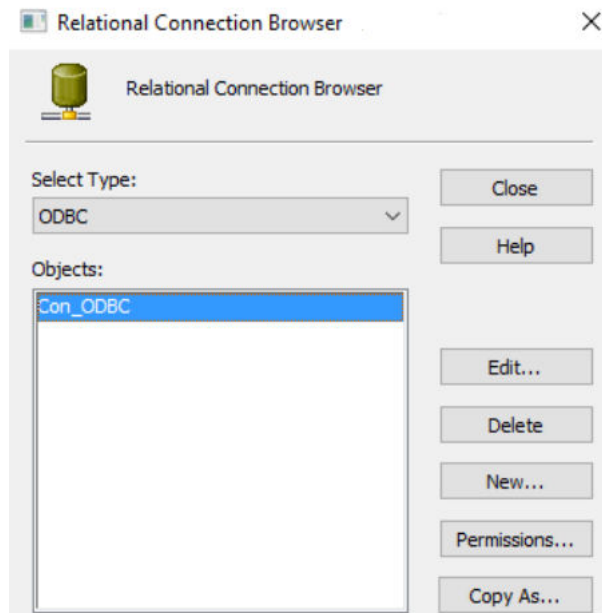 Relational Connection Browser
Relational Connection Browser
Select Type:
ODBC
Close
Help
Objects:
Con_ODBC
Edit...
Delete
New...
Permissions...
Copy As...